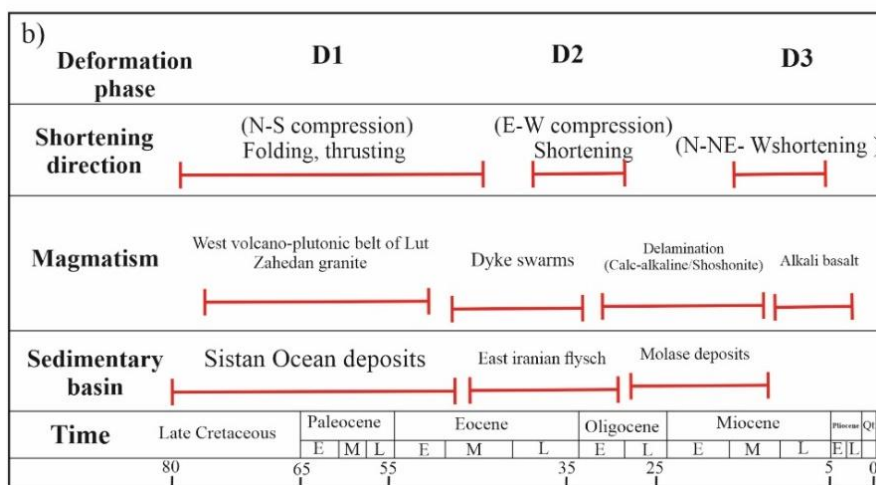 b)
Deformation
phase
D1
D2
D3
Shortening
direction
(N-S compression)
Folding, thrusting
(E-W compression)
Shortening
(N-NE- Wshortening )
Magmatism
West volcano-plutonic belt of Lut
Zahedan granite
Dyke swarms
Delamination
(Calc-alkaline/Shoshonite)
Alkali basalt
Sedimentary
basin
Sistan Ocean deposits
East iranian flysch
Molase deposits
Time
Late Cretaceous
Paleocene
Eocene
Oligocene
Miocene
Pliocene
Qt
E M L E M L E L E M L E L
80 65 55 35 25 5 0